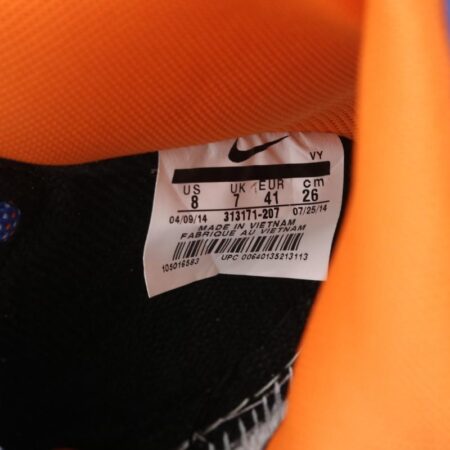 VY
US UK EUR cm
8 7 41 26
04/09/14 313171-207 07/25/14
MADE IN VIETNAM
FABRIQUE AU VIETNAM
105016583 UPC 00640135213113